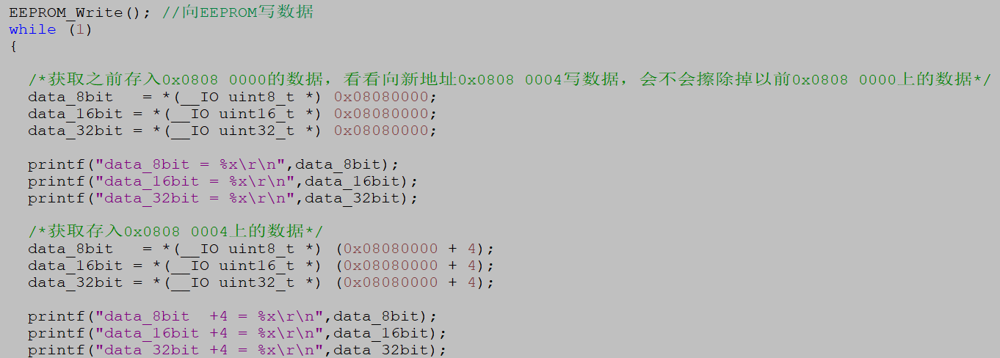 EEPROM_Write(); //向EEPROM写数据
while (1)
{
/*获取之前存入0x0808 0000的数据，看看向新地址0x0808 0004写数据，会不会擦除掉以前0x0808 0000上的数据*/
data_8bit   = *(__IO uint8_t *) 0x08080000;
data_16bit = *(__IO uint16_t *) 0x08080000;
data_32bit = *(__IO uint32_t *) 0x08080000;
printf("data_8bit = %x\r\n",data_8bit);
printf("data_16bit = %x\r\n",data_16bit);
printf("data_32bit = %x\r\n",data_32bit);
/*获取存入0x0808 0004上的数据*/
data_8bit   = *(__IO uint8_t *) (0x08080000 + 4);
data_16bit = *(__IO uint16_t *) (0x08080000 + 4);
data_32bit = *(__IO uint32_t *) (0x08080000 + 4);
printf("data_8bit  +4 = %x\r\n",data_8bit);
printf("data_16bit +4 = %x\r\n",data_16bit);
printf("data_32bit +4 = %x\r\n",data_32bit);